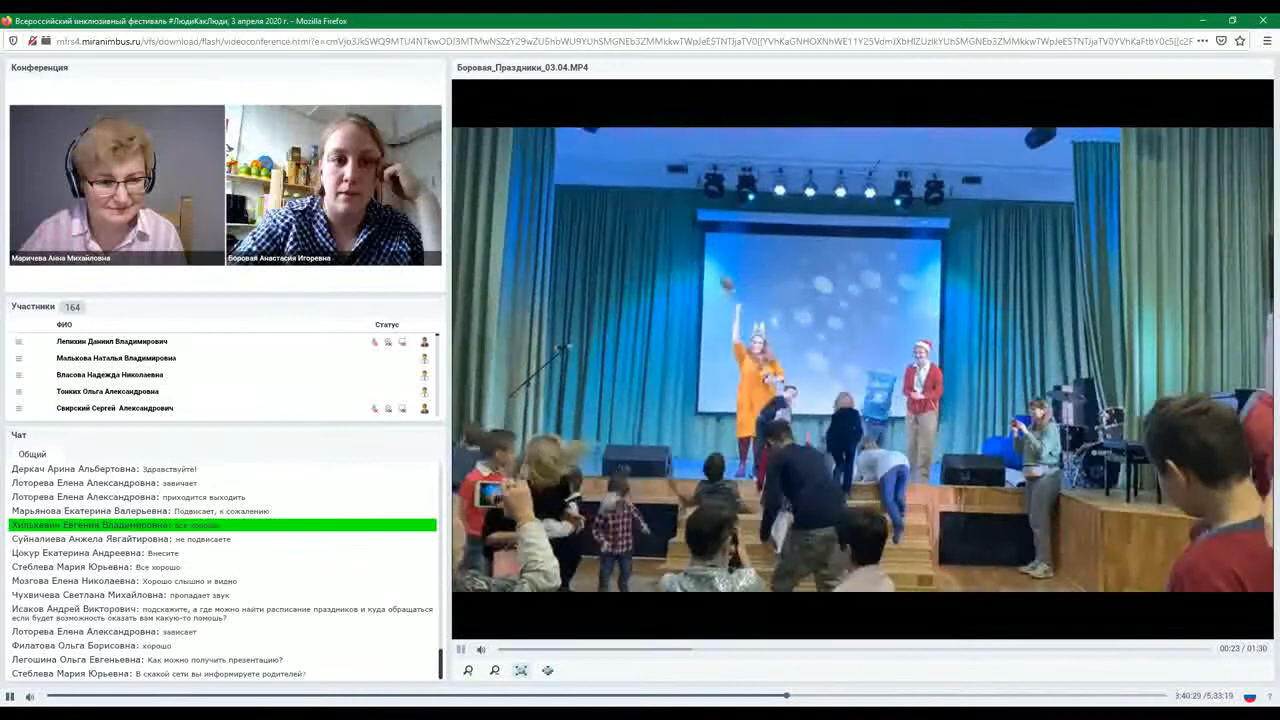 Всероссийский инклюзивный фестиваль #ЛюдиКакЛюди, 3 апреля 2020 г. - Mozilla Firefox
Конференция
Маричева Анна Михайловна
Боровая Анастасия Игоревна
Участники 164
ФИО Статус
Лепихин Даниил Владимирович
Малькова Наталья Владимировна
Власова Надежда Николаевна
Тонких Ольга Александровна
Свирский Сергей Александрович
Чат
Общий
Деркач Арина Альбертовна: Здравствуйте!
Лоторева Елена Александровна: завичает
Лоторева Елена Александровна: приходится выходить
Марьянова Екатерина Валерьевна: Подвисает, к сожалению
Хилькевич Евгения Владимировна: все хорошо
Суйналиева Анжела Явгайтировна: не подвисаете
Цокур Екатерина Андреевна: Внесите
Стеблева Мария Юрьевна: Все хорошо
Мозгова Елена Николаевна: Хорошо слышно и видно
Чухвичева Светлана Михайловна: пропадает звук
Исаков Андрей Викторович: подскажите, а где можно найти расписание праздников и куда обращаться
если будет возможность оказать вам какую-то помошь?
Лоторева Елена Александровна: зависает
Филатова Ольга Борисовна: хорошо
Легошина Ольга Евгеньевна: Как можно получить презентацию?
Стеблева Мария Юрьевна: В скакой сети вы информируете родителей?
Боровая_Праздники_03.04.MP4
00:23 / 01:30
3:40:29 / 5:33:19